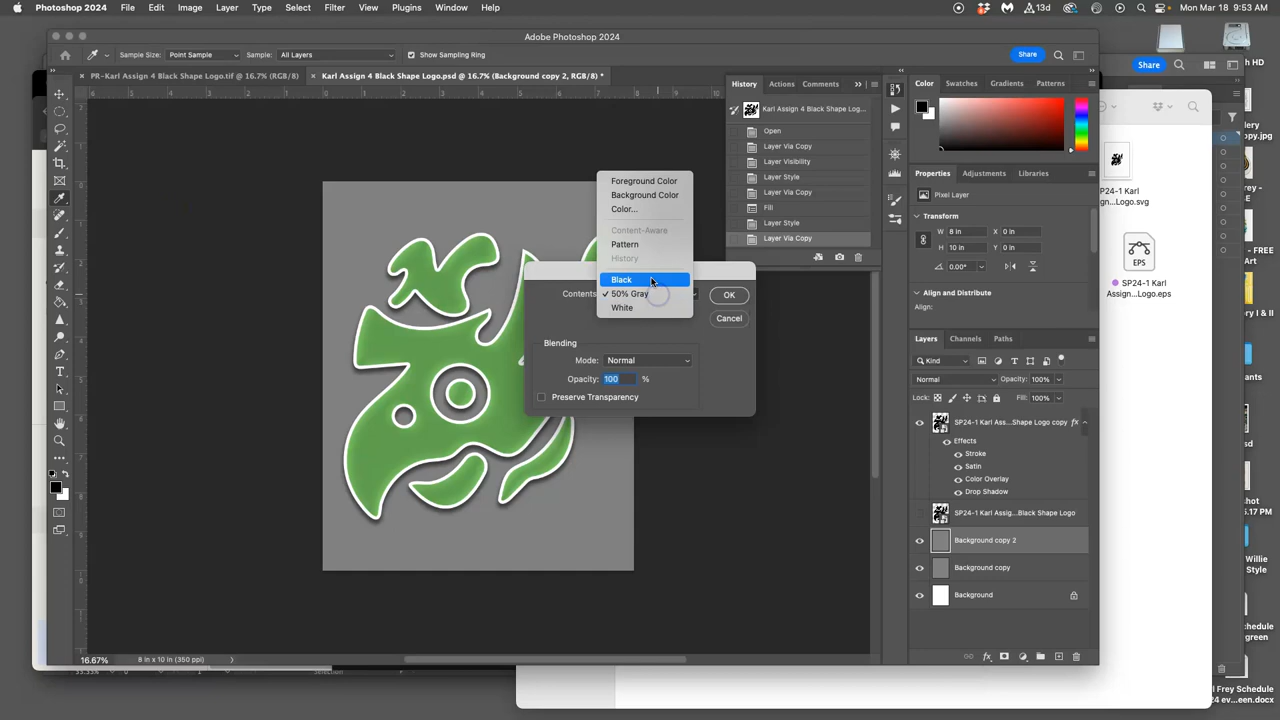 Photoshop 2024 File Edit Image Layer Type Select Filter View Plugins Window Help
13d Mon Mar 18 9:53 AM
Adobe Photoshop 2024
Sample Size: Point Sample Sample: All Layers Show Sampling Ring Share
Share
PR-Karl Assign 4 Black Shape Logo.tif @ 16.7% (RGB/8)
Karl Assign 4 Black Shape Logo.psd @ 16.7% (Background copy 2, RGB/8) *
History Actions Comments
Karl Assign 4 Black Shape Log...
Open
Layer Via Copy
Layer Visibility
Layer Style
Layer Via Copy
Fill
Layer Style
Layer Via Copy
Foreground Color
Background Color
Color...
Content-Aware
Pattern
History
Black
50% Gray
White
Contents
OK
Cancel
Blending
Mode: Normal
Opacity: 100 %
Preserve Transparency
Color Swatches Gradients Patterns
Properties Adjustments Libraries
Pixel Layer
Transform
W 8 in X 0 in
H 10 in Y 0 in
0.00°
Align and Distribute
Align:
Layers Channels Paths
Kind
Normal Opacity: 100%
Lock: Fill: 100%
SP24-1 Karl Ass...Shape Logo copy fx
Effects
Stroke
Satin
Color Overlay
Drop Shadow
SP24-1 Karl Assig...Black Shape Logo
Background copy 2
Background copy
Background
16.67% 8 in x 10 in (350 ppi)
SP24-1 Karl
...gn...Logo.svg
EPS
SP24-1 Karl
Assign...Logo.eps